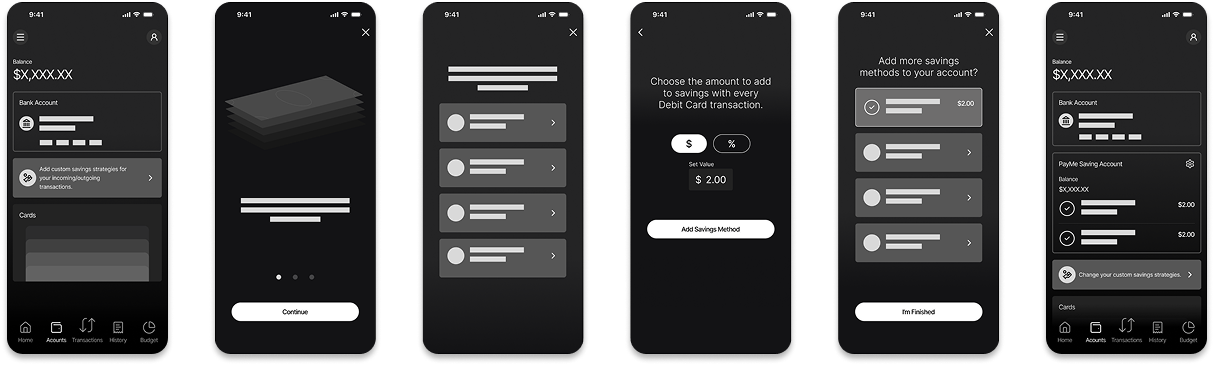 9:41
Balance
$X,XXX.XX
Bank Account
Add custom savings strategies for
your incoming/outgoing
transactions.
Cards
Home
Acounts
Transactions
History
Budget
9:41
Continue
9:41
9:41
Choose the amount to add
to savings with every
Debit Card transaction.
$
%
Set Value
$ 2.00
Add Savings Method
9:41
Add more savings
methods to your account?
$2.00
I'm Finished
9:41
Balance
$X,XXX.XX
Bank Account
PayMe Saving Account
Balance
$X,XXX.XX
$2.00
$2.00
Change your custom savings strategies.
Cards
Home
Acounts
Transactions
History
Budget